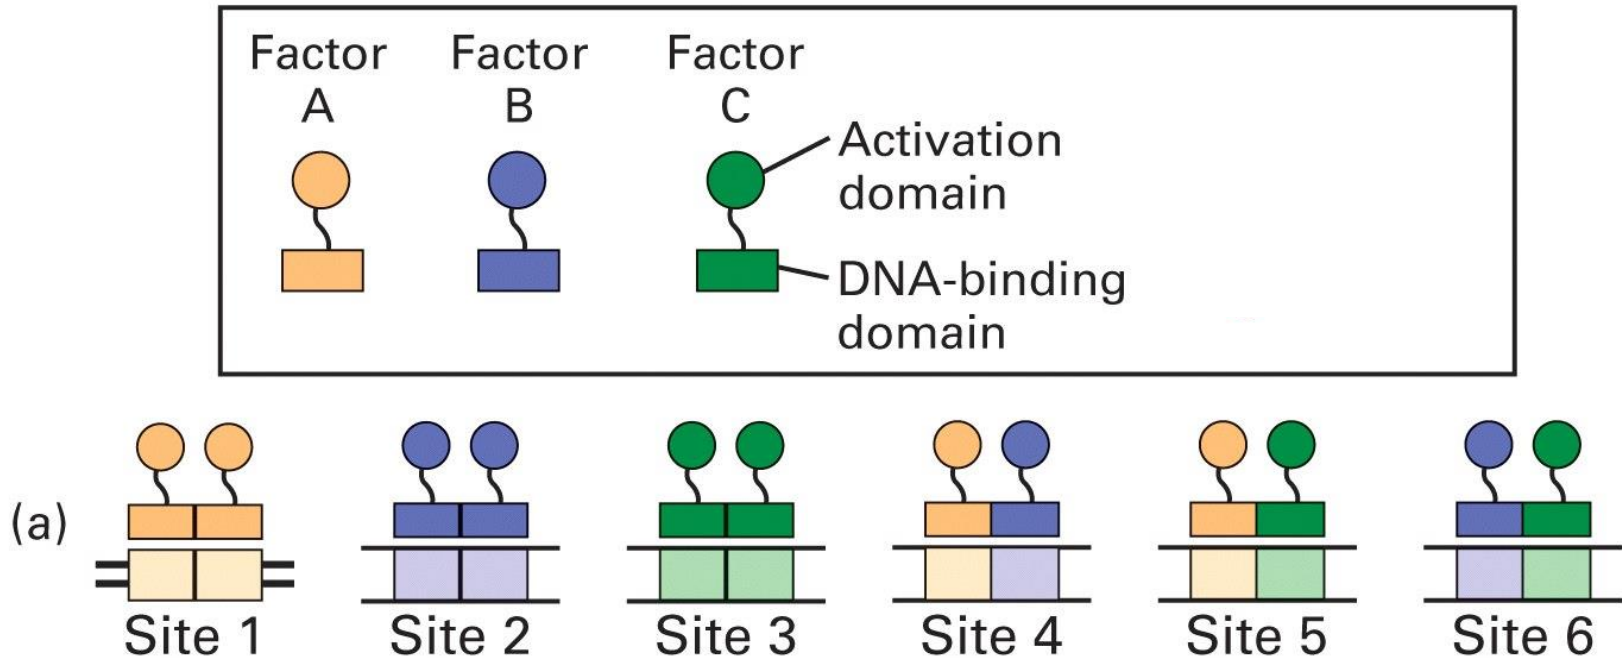 Factor Factor Factor
A B C
Activation
domain
DNA-binding
domain
(a)
Site 1 Site 2 Site 3 Site 4 Site 5 Site 6